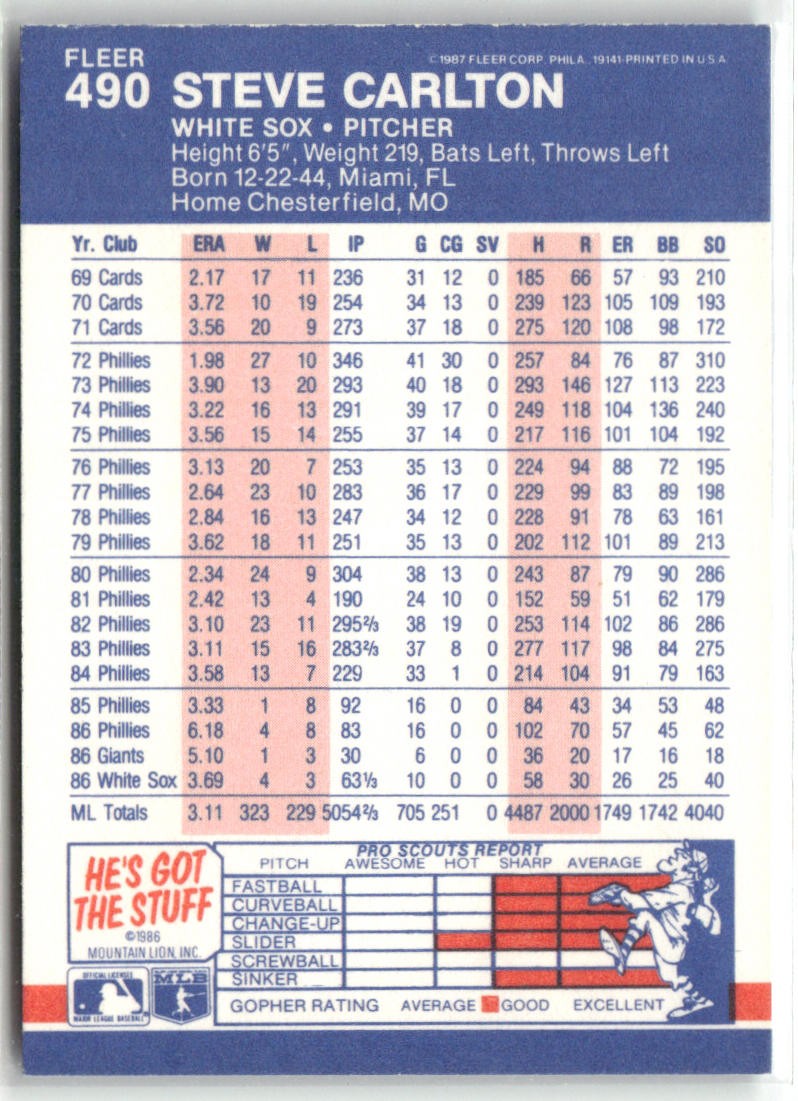 FLEER
©1987 FLEER CORP. PHILA., 19141-PRINTED IN U S A
490 STEVE CARLTON
WHITE SOX • PITCHER
Height 6'5", Weight 219, Bats Left, Throws Left
Born 12-22-44, Miami, FL
Home Chesterfield, MO
Yr. Club ERA W L IP G CG SV H R ER BB SO
69 Cards 2.17 17 11 236 31 12 0 185 66 57 93 210
70 Cards 3.72 10 19 254 34 13 0 239 123 105 109 193
71 Cards 3.56 20 9 273 37 18 0 275 120 108 98 172
72 Phillies 1.98 27 10 346 41 30 0 257 84 76 87 310
73 Phillies 3.90 13 20 293 40 18 0 293 146 127 113 223
74 Phillies 3.22 16 13 291 39 17 0 249 118 104 136 240
75 Phillies 3.56 15 14 255 37 14 0 217 116 101 104 192
76 Phillies 3.13 20 7 253 35 13 0 224 94 88 72 195
77 Phillies 2.64 23 10 283 36 17 0 229 99 83 89 198
78 Phillies 2.84 16 13 247 34 12 0 228 91 78 63 161
79 Phillies 3.62 18 11 251 35 13 0 202 112 101 89 213
80 Phillies 2.34 24 9 304 38 13 0 243 87 79 90 286
81 Phillies 2.42 13 4 190 24 10 0 152 59 51 62 179
82 Phillies 3.10 23 11 295⅔ 38 19 0 253 114 102 86 286
83 Phillies 3.11 15 16 283⅔ 37 8 0 277 117 98 84 275
84 Phillies 3.58 13 7 229 33 1 0 214 104 91 79 163
85 Phillies 3.33 1 8 92 16 0 0 84 43 34 53 48
86 Phillies 6.18 4 8 83 16 0 0 102 70 57 45 62
86 Giants 5.10 1 3 30 6 0 0 36 20 17 16 18
86 White Sox 3.69 4 3 63⅓ 10 0 0 58 30 26 25 40
ML Totals 3.11 323 229 5054⅔ 705 251 0 4487 2000 1749 1742 4040
HE'S GOT
THE STUFF
©1986
MOUNTAIN LION, INC.
PRO SCOUTS REPORT
PITCH AWESOME HOT SHARP AVERAGE
FASTBALL
CURVEBALL
CHANGE-UP
SLIDER
SCREWBALL
SINKER
GOPHER RATING AVERAGE GOOD EXCELLENT
OFFICIAL LICENSEE
MAJOR LEAGUE BASEBALL
MLB